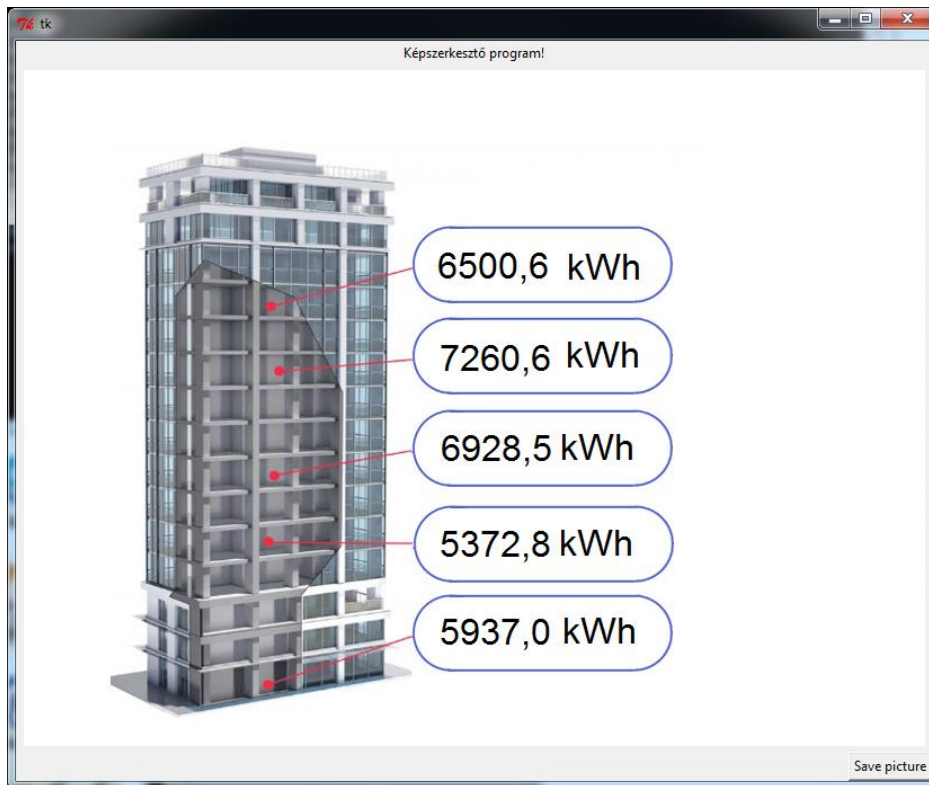 tk
Képszerkesztő program!
6500,6 kWh
7260,6 kWh
6928,5 kWh
5372,8 kWh
5937,0 kWh
Save picture